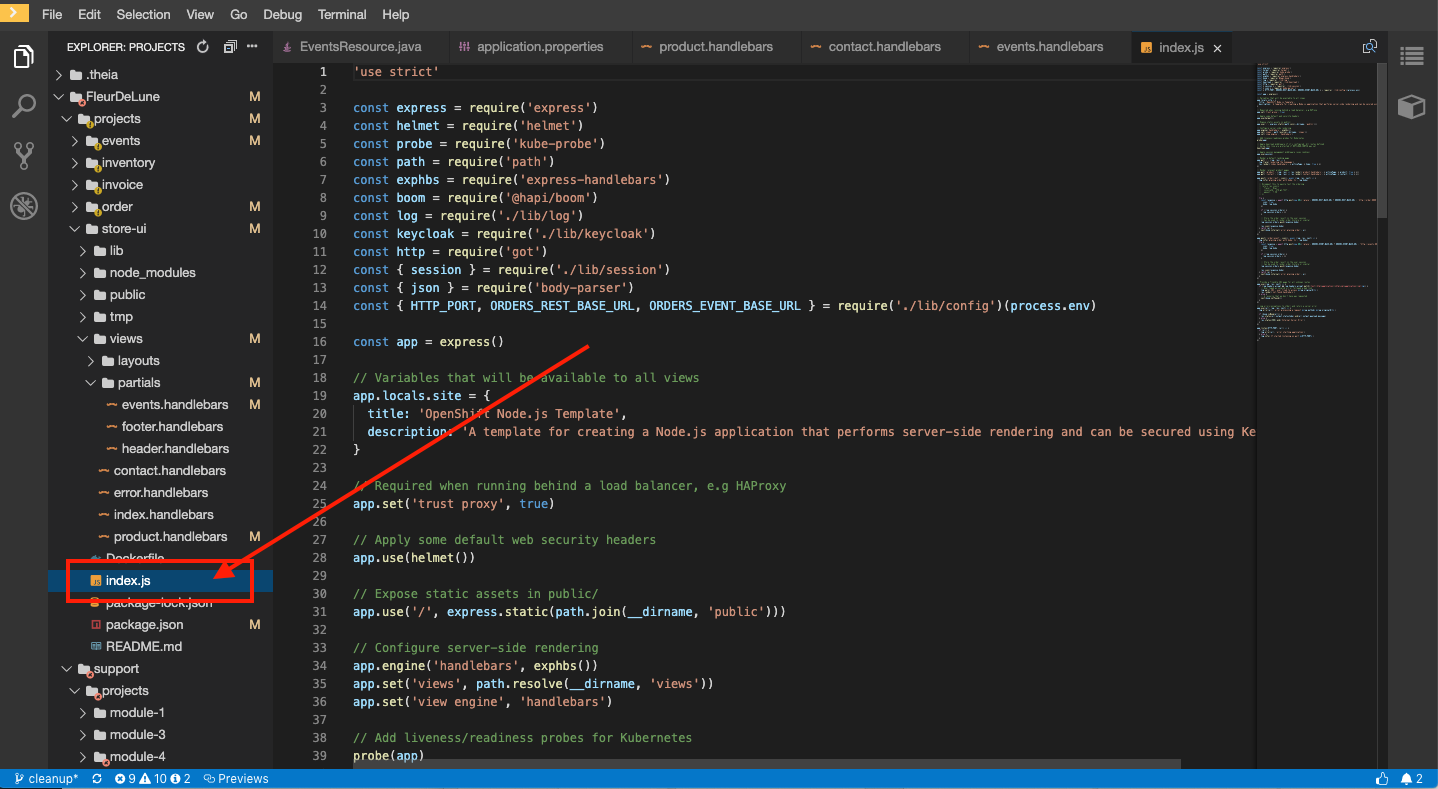 File Edit Selection View Go Debug Terminal Help
EXPLORER: PROJECTS
.theia
FleurDeLune M
projects M
events M
inventory
invoice
order M
store-ui M
lib
node_modules
public
tmp
views M
layouts
partials M
events.handlebars M
footer.handlebars
header.handlebars
contact.handlebars
error.handlebars
index.handlebars
product.handlebars M
Dockerfile
JS index.js
package-lock.json
package.json M
README.md
support
projects
module-1
module-3
module-4
EventsResource.java application.properties product.handlebars contact.handlebars events.handlebars JS index.js ×
1 'use strict'
2
3 const express = require('express')
4 const helmet = require('helmet')
5 const probe = require('kube-probe')
6 const path = require('path')
7 const exphbs = require('express-handlebars')
8 const boom = require('@hapi/boom')
9 const log = require('./lib/log')
10 const keycloak = require('./lib/keycloak')
11 const http = require('got')
12 const { session } = require('./lib/session')
13 const { json } = require('body-parser')
14 const { HTTP_PORT, ORDERS_REST_BASE_URL, ORDERS_EVENT_BASE_URL } = require('./lib/config')(process.env)
15
16 const app = express()
17
18 // Variables that will be available to all views
19 app.locals.site = {
20 title: 'OpenShift Node.js Template',
21 description: 'A template for creating a Node.js application that performs server-side rendering and can be secured using Ke
22 }
23
24 // Required when running behind a load balancer, e.g HAProxy
25 app.set('trust proxy', true)
26
27 // Apply some default web security headers
28 app.use(helmet())
29
30 // Expose static assets in public/
31 app.use('/', express.static(path.join(__dirname, 'public')))
32
33 // Configure server-side rendering
34 app.engine('handlebars', exphbs())
35 app.set('views', path.resolve(__dirname, 'views'))
36 app.set('view engine', 'handlebars')
37
38 // Add liveness/readiness probes for Kubernetes
39 probe(app)
cleanup* 9 10 2 Previews 2